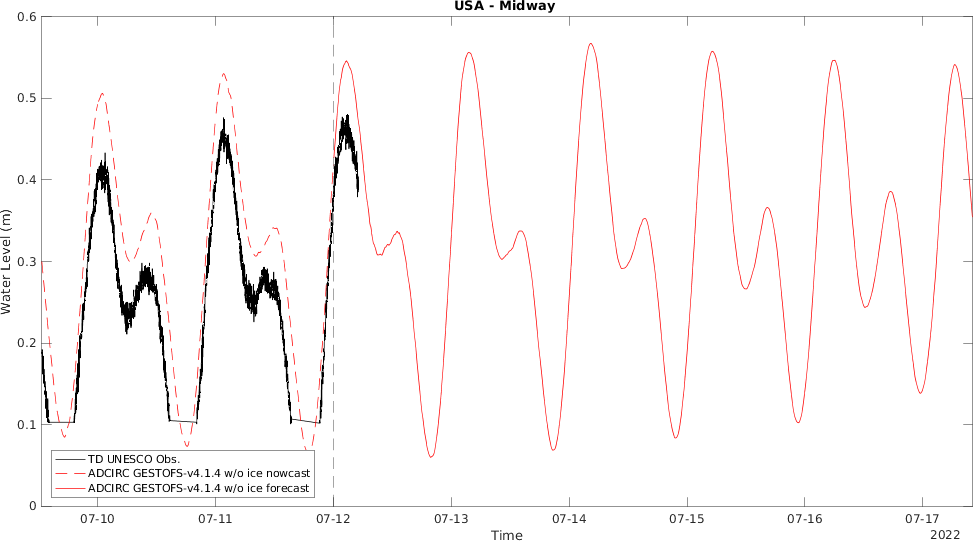 USA - Midway
0.6
0.5
0.4
0.3
0.2
0.1
0
Water Level (m)
TD UNESCO Obs.
ADCIRC GESTOFS-v4.1.4 w/o ice nowcast
ADCIRC GESTOFS-v4.1.4 w/o ice forecast
07-10 07-11 07-12 07-13 07-14 07-15 07-16 07-17
Time
2022